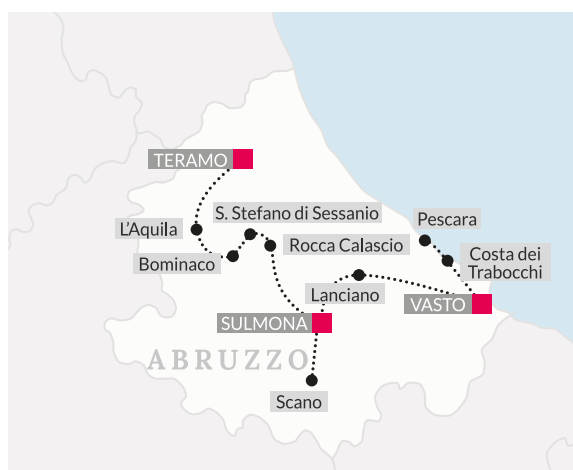 TERAMO
S. Stefano di Sessanio
L'Aquila
Pescara
Rocca Calascio
Bominaco
Costa dei
Trabocchi
Lanciano
VASTO
SULMONA
ABRUZZO
Scano